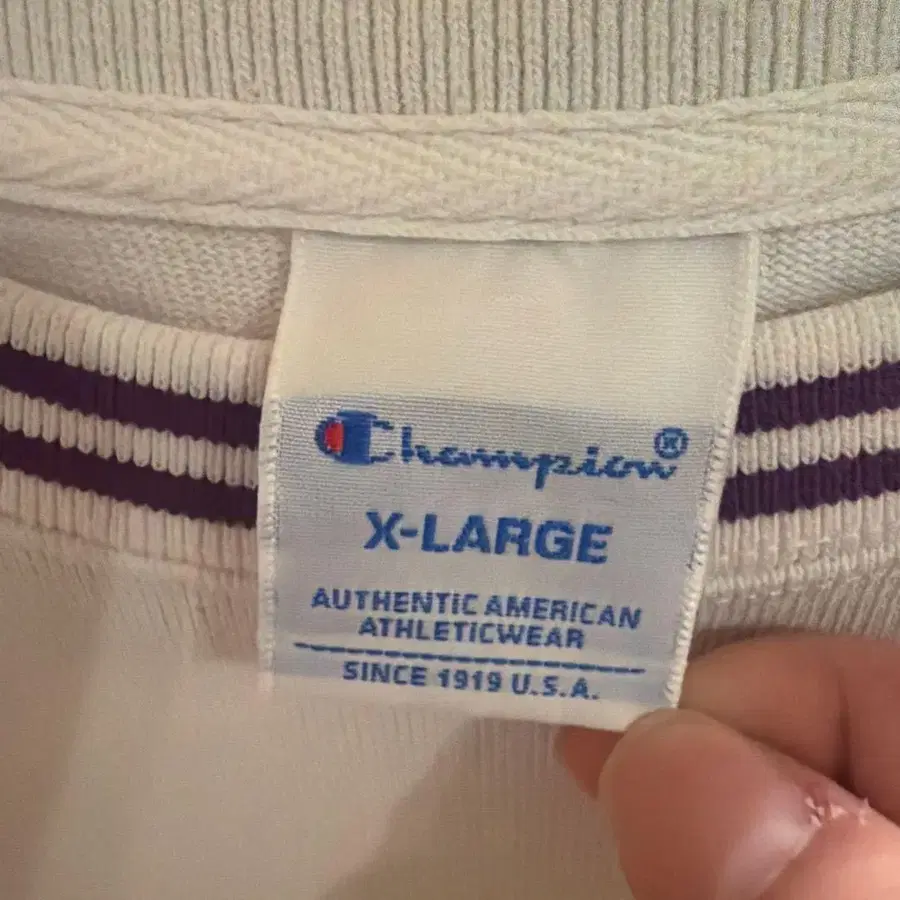 Champion®
X-LARGE
AUTHENTIC AMERICAN
ATHLETICWEAR
SINCE 1919 U.S.A.